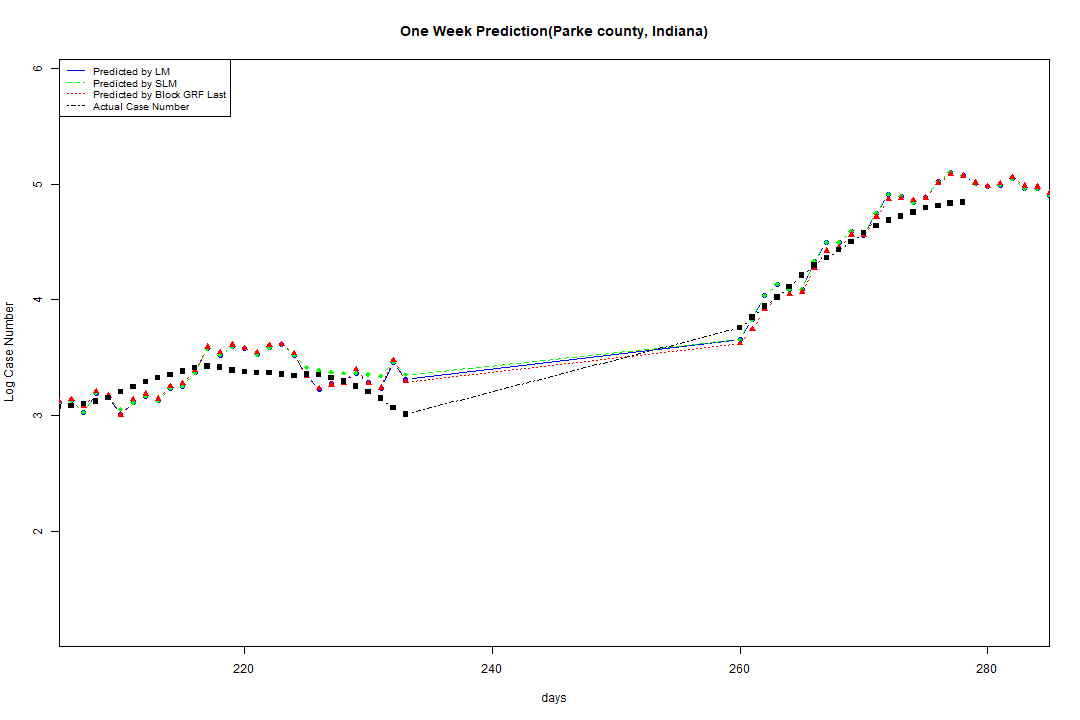 One Week Prediction(Parke county, Indiana)
Predicted by LM
Predicted by SLM
Predicted by Block GRF Last
Actual Case Number
6
5
4
3
2
Log Case Number
220 240 260 280
days